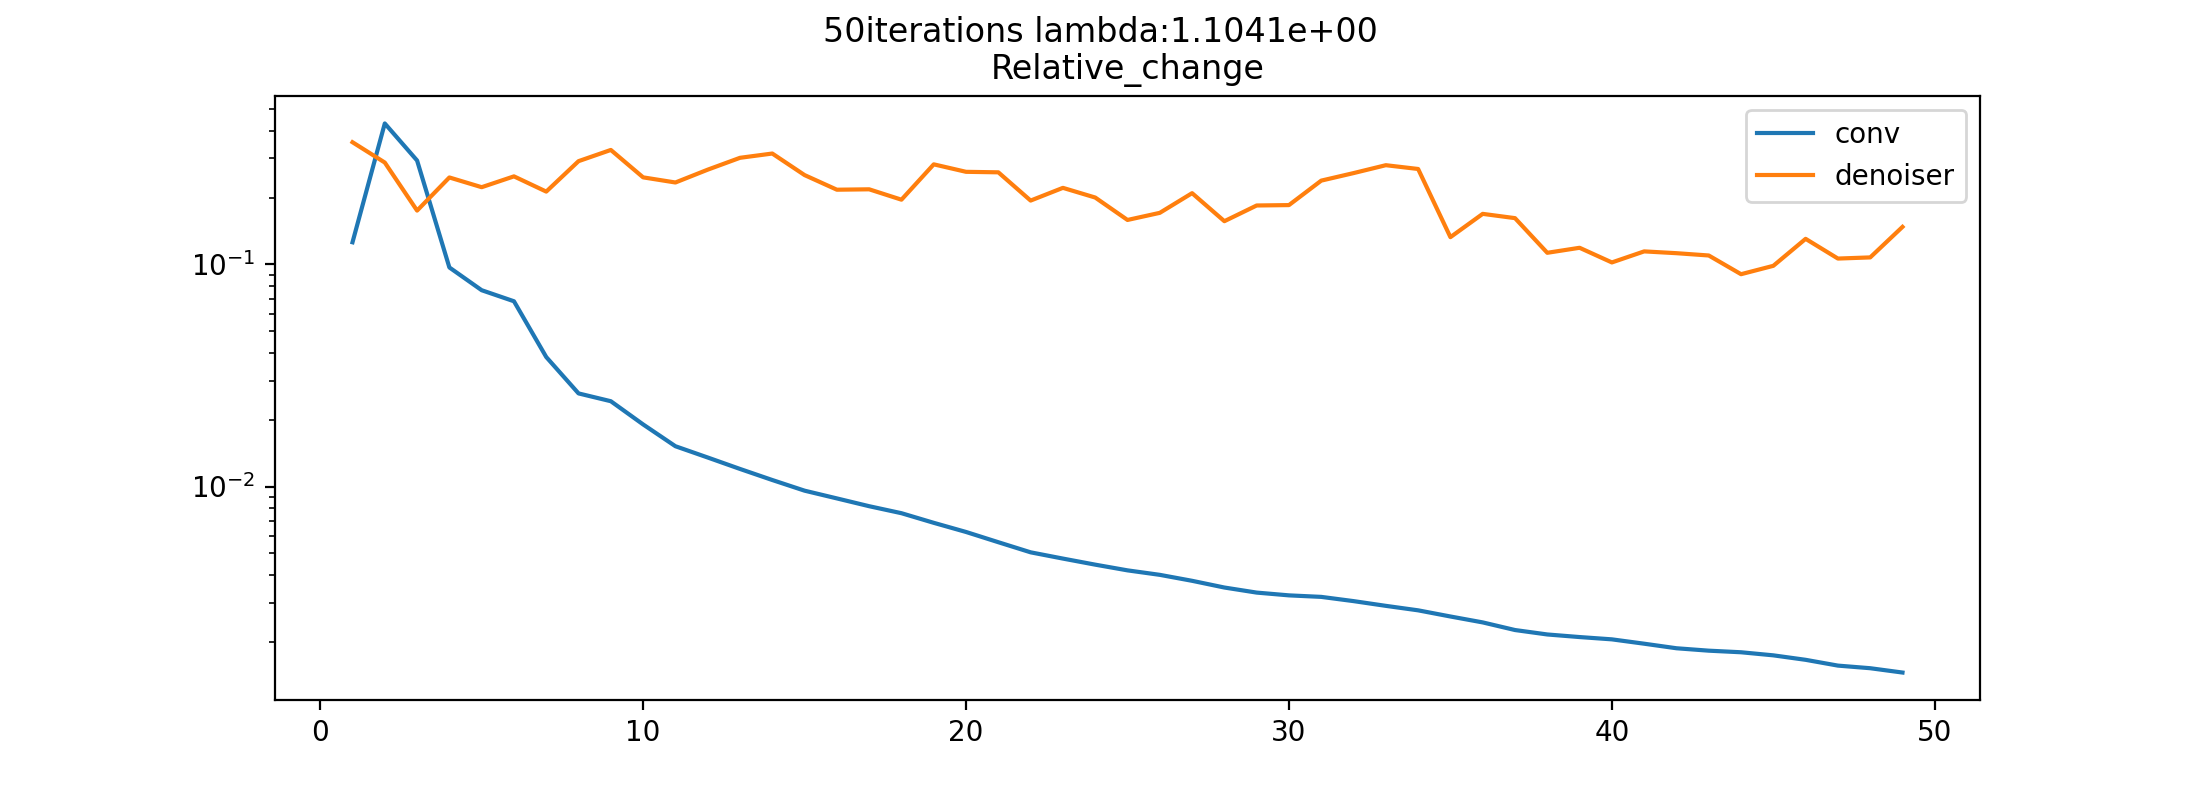 50iterations lambda:1.1041e+00
Relative_change
conv
denoiser
10⁻¹
10⁻²
0 10 20 30 40 50